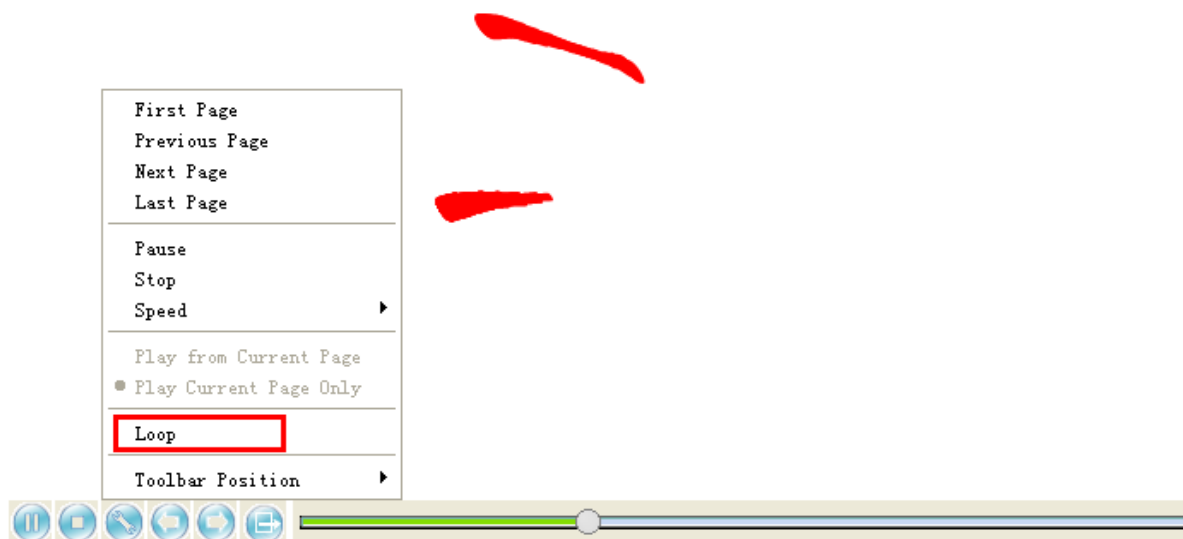 First Page
Previous Page
Next Page
Last Page
Pause
Stop
Speed
Play from Current Page
Play Current Page Only
Loop
Toolbar Position